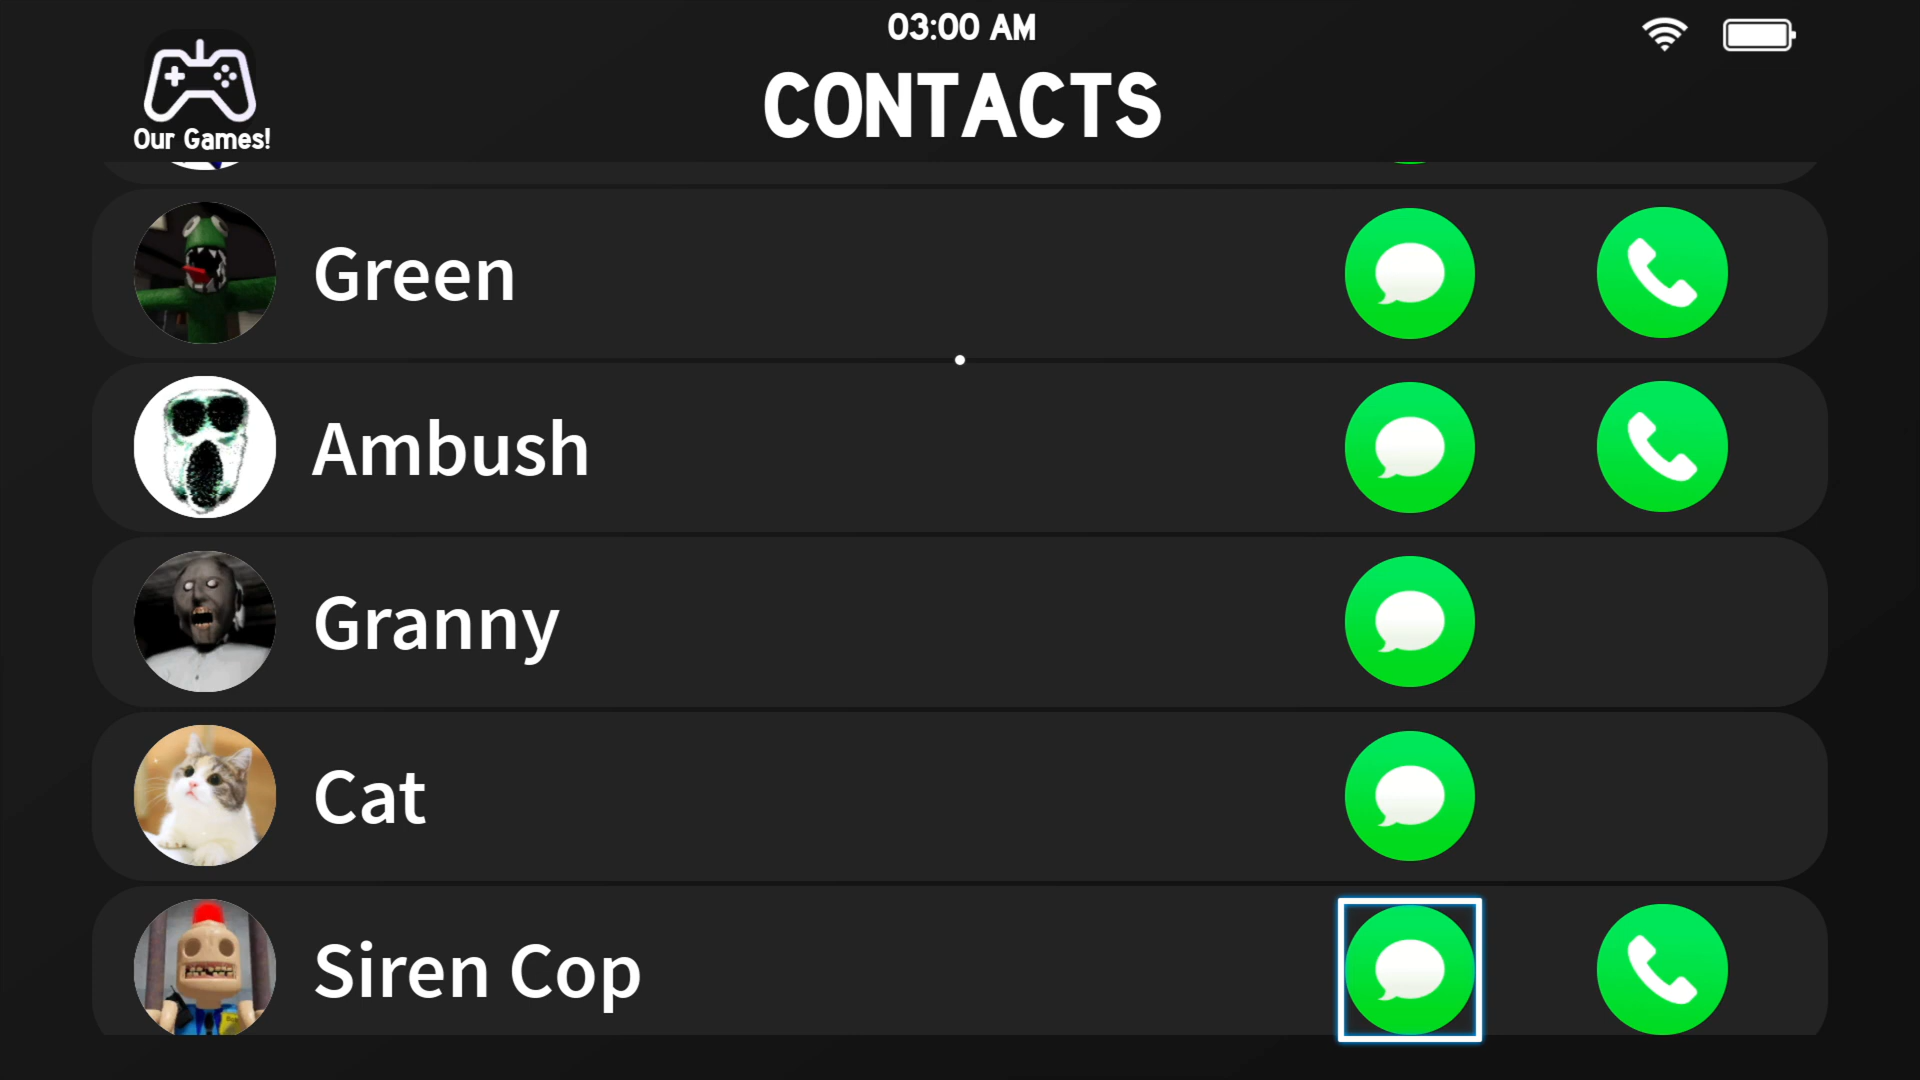 03:00 AM
CONTACTS
Our Games!
Green
Ambush
Granny
Cat
Siren Cop